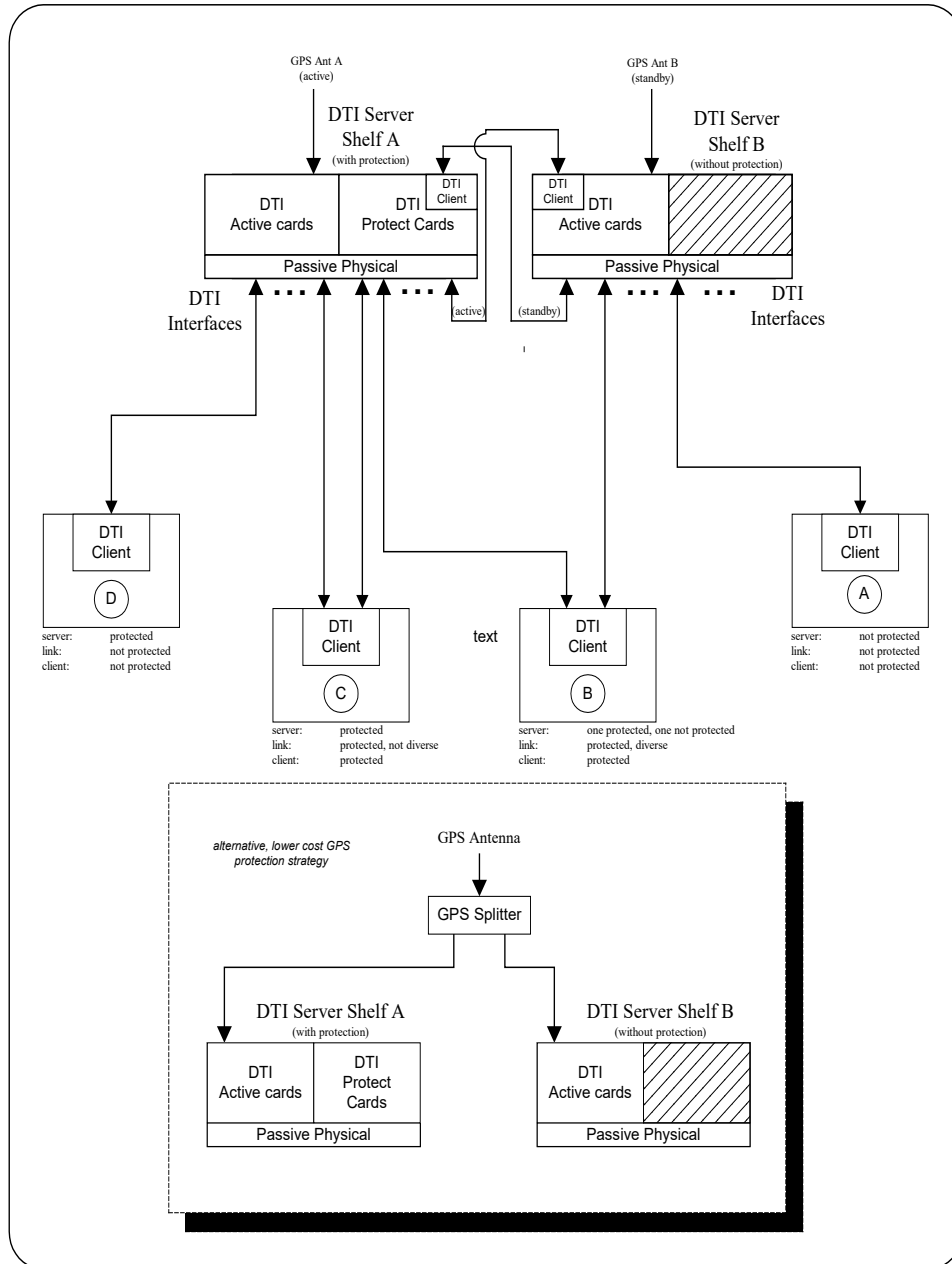 GPS Ant A
(active)
GPS Ant B
(standby)
DTI Server
Shelf A
(with protection)
DTI Server
Shelf B
(without protection)
DTI
Active cards
DTI
Protect Cards
DTI
Client
DTI
Client
DTI
Active cards
Passive Physical
Passive Physical
DTI
Interfaces
(active)
(standby)
DTI
Interfaces
DTI
Client
D
server: protected
link: not protected
client: not protected
DTI
Client
A
server: not protected
link: not protected
client: not protected
DTI
Client
C
server: protected
link: protected, not diverse
client: protected
text
DTI
Client
B
server: one protected, one not protected
link: protected, diverse
client: protected
alternative, lower cost GPS
protection strategy
GPS Antenna
GPS Splitter
DTI Server Shelf A
(with protection)
DTI Server Shelf B
(without protection)
DTI
Active cards
DTI
Protect
Cards
Passive Physical
DTI
Active cards
Passive Physical